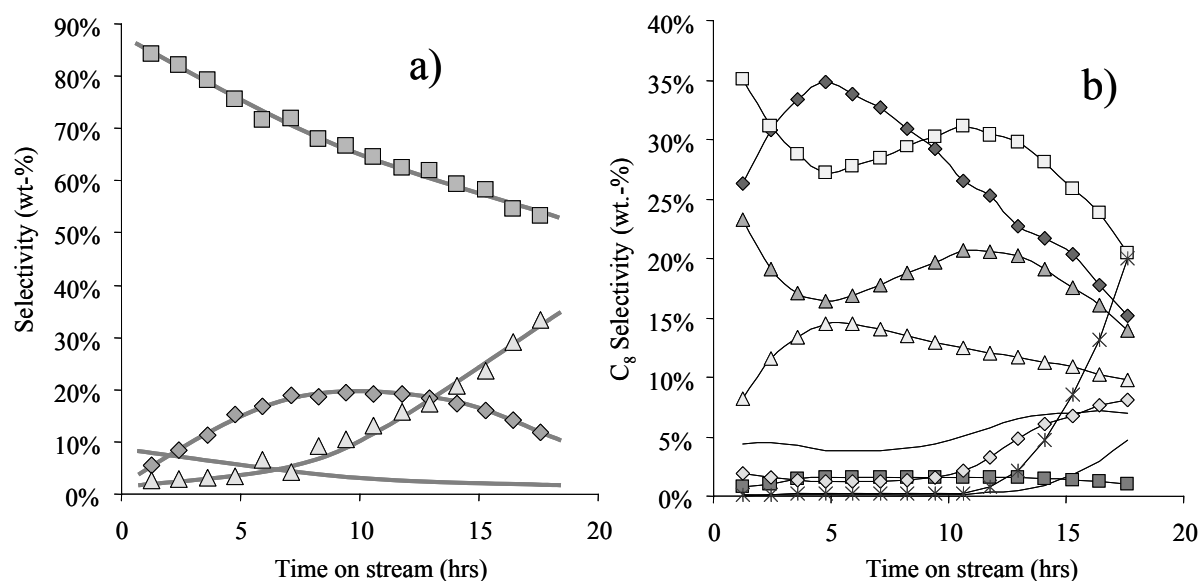 a)
Selectivity (wt-%)
90%
80%
70%
60%
50%
40%
30%
20%
10%
0%
0 5 10 15 20
Time on stream (hrs)
b)
C₈ Selectivity (wt.-%)
40%
35%
30%
25%
20%
15%
10%
5%
0%
0 5 10 15 20
Time on stream (hrs)